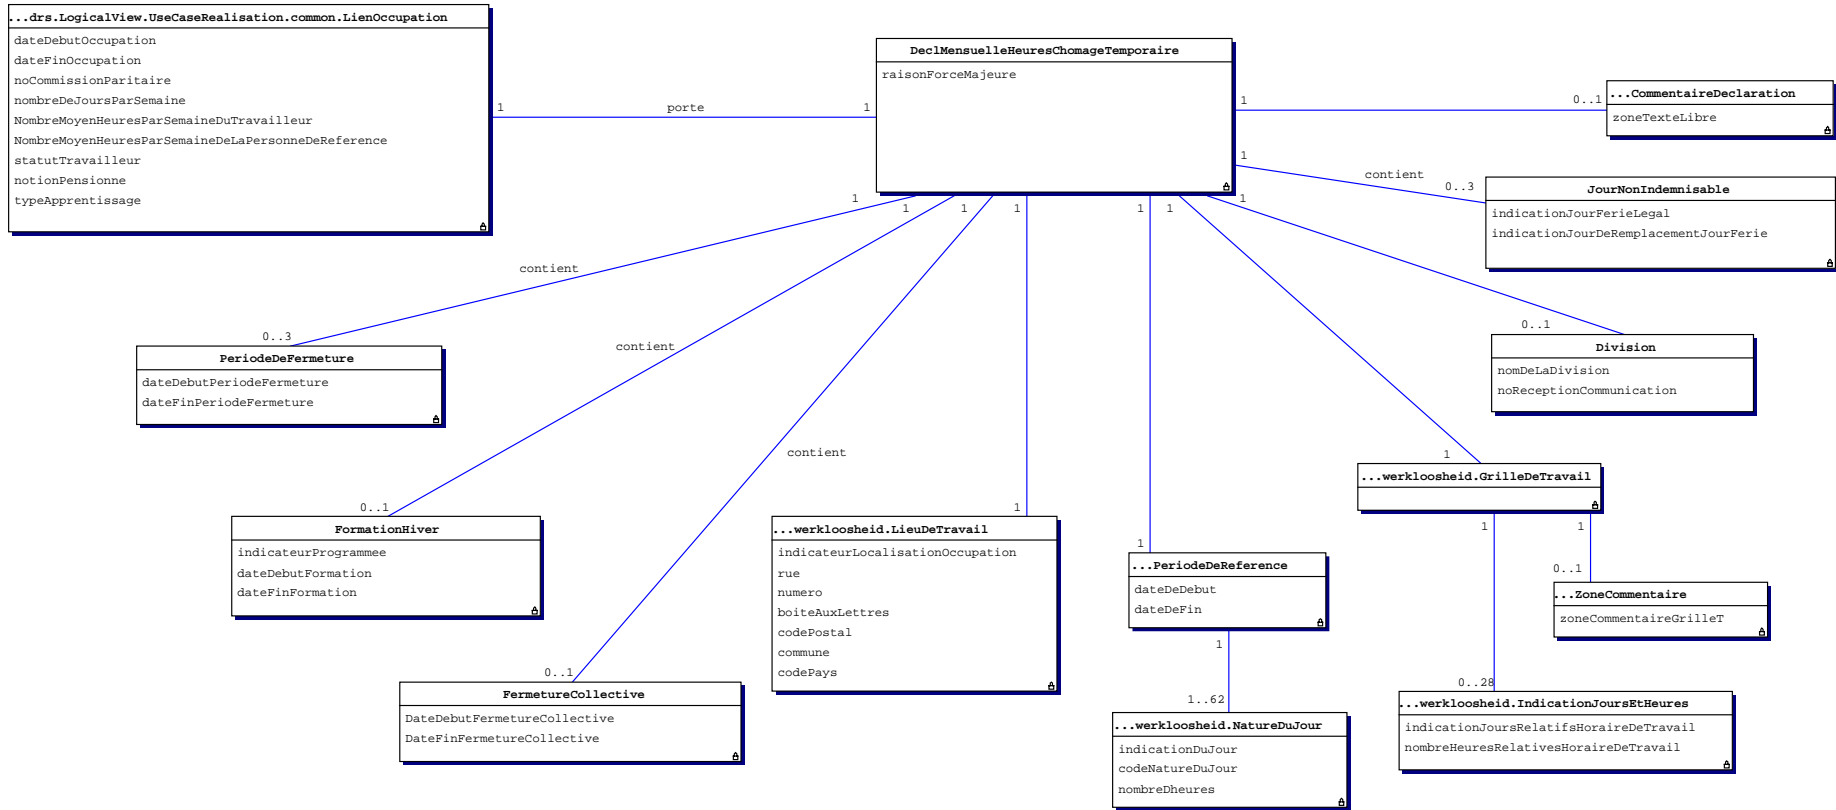 ...drs.LogicalView.UseCaseRealisation.common.LienOccupation
dateDebutOccupation
dateFinOccupation
noCommissionParitaire
nombreDeJoursParSemaine
NombreMoyenHeuresParSemaineDuTravailleur
NombreMoyenHeuresParSemaineDeLaPersonneDeReference
statutTravailleur
notionPensionne
typeApprentissage
1
porte
1
DeclMensuelleHeuresChomageTemporaire
raisonForceMajeure
1
0..1
...CommentaireDeclaration
zoneTexteLibre
1
contient
0..3
JourNonIndemnisable
indicationJourFerieLegal
indicationJourDeRemplacementJourFerie
1
1
1
1
1
1
1
contient
0..3
PeriodeDeFermeture
dateDebutPeriodeFermeture
dateFinPeriodeFermeture
contient
0..1
FormationHiver
indicateurProgrammee
dateDebutFormation
dateFinFormation
contient
0..1
FermetureCollective
DateDebutFermetureCollective
DateFinFermetureCollective
1
...werkloosheid.LieuDeTravail
indicateurLocalisationOccupation
rue
numero
boiteAuxLettres
codePostal
commune
codePays
1
...PeriodeDeReference
dateDeDebut
dateDeFin
1
1..62
...werkloosheid.NatureDuJour
indicationDuJour
codeNatureDuJour
nombreDheures
0..1
Division
nomDeLaDivision
noReceptionCommunication
1
...werkloosheid.GrilleDeTravail
1
1
0..1
...ZoneCommentaire
zoneCommentaireGrilleT
0..28
...werkloosheid.IndicationJoursEtHeures
indicationJoursRelatifsHoraireDeTravail
nombreHeuresRelativesHoraireDeTravail